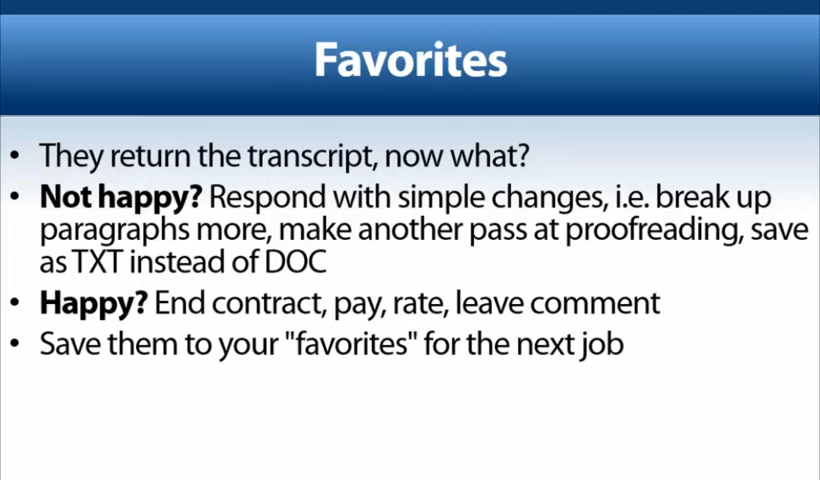 Favorites
• They return the transcript, now what?
• Not happy? Respond with simple changes, i.e. break up
paragraphs more, make another pass at proofreading, save
as TXT instead of DOC
• Happy? End contract, pay, rate, leave comment
• Save them to your "favorites" for the next job